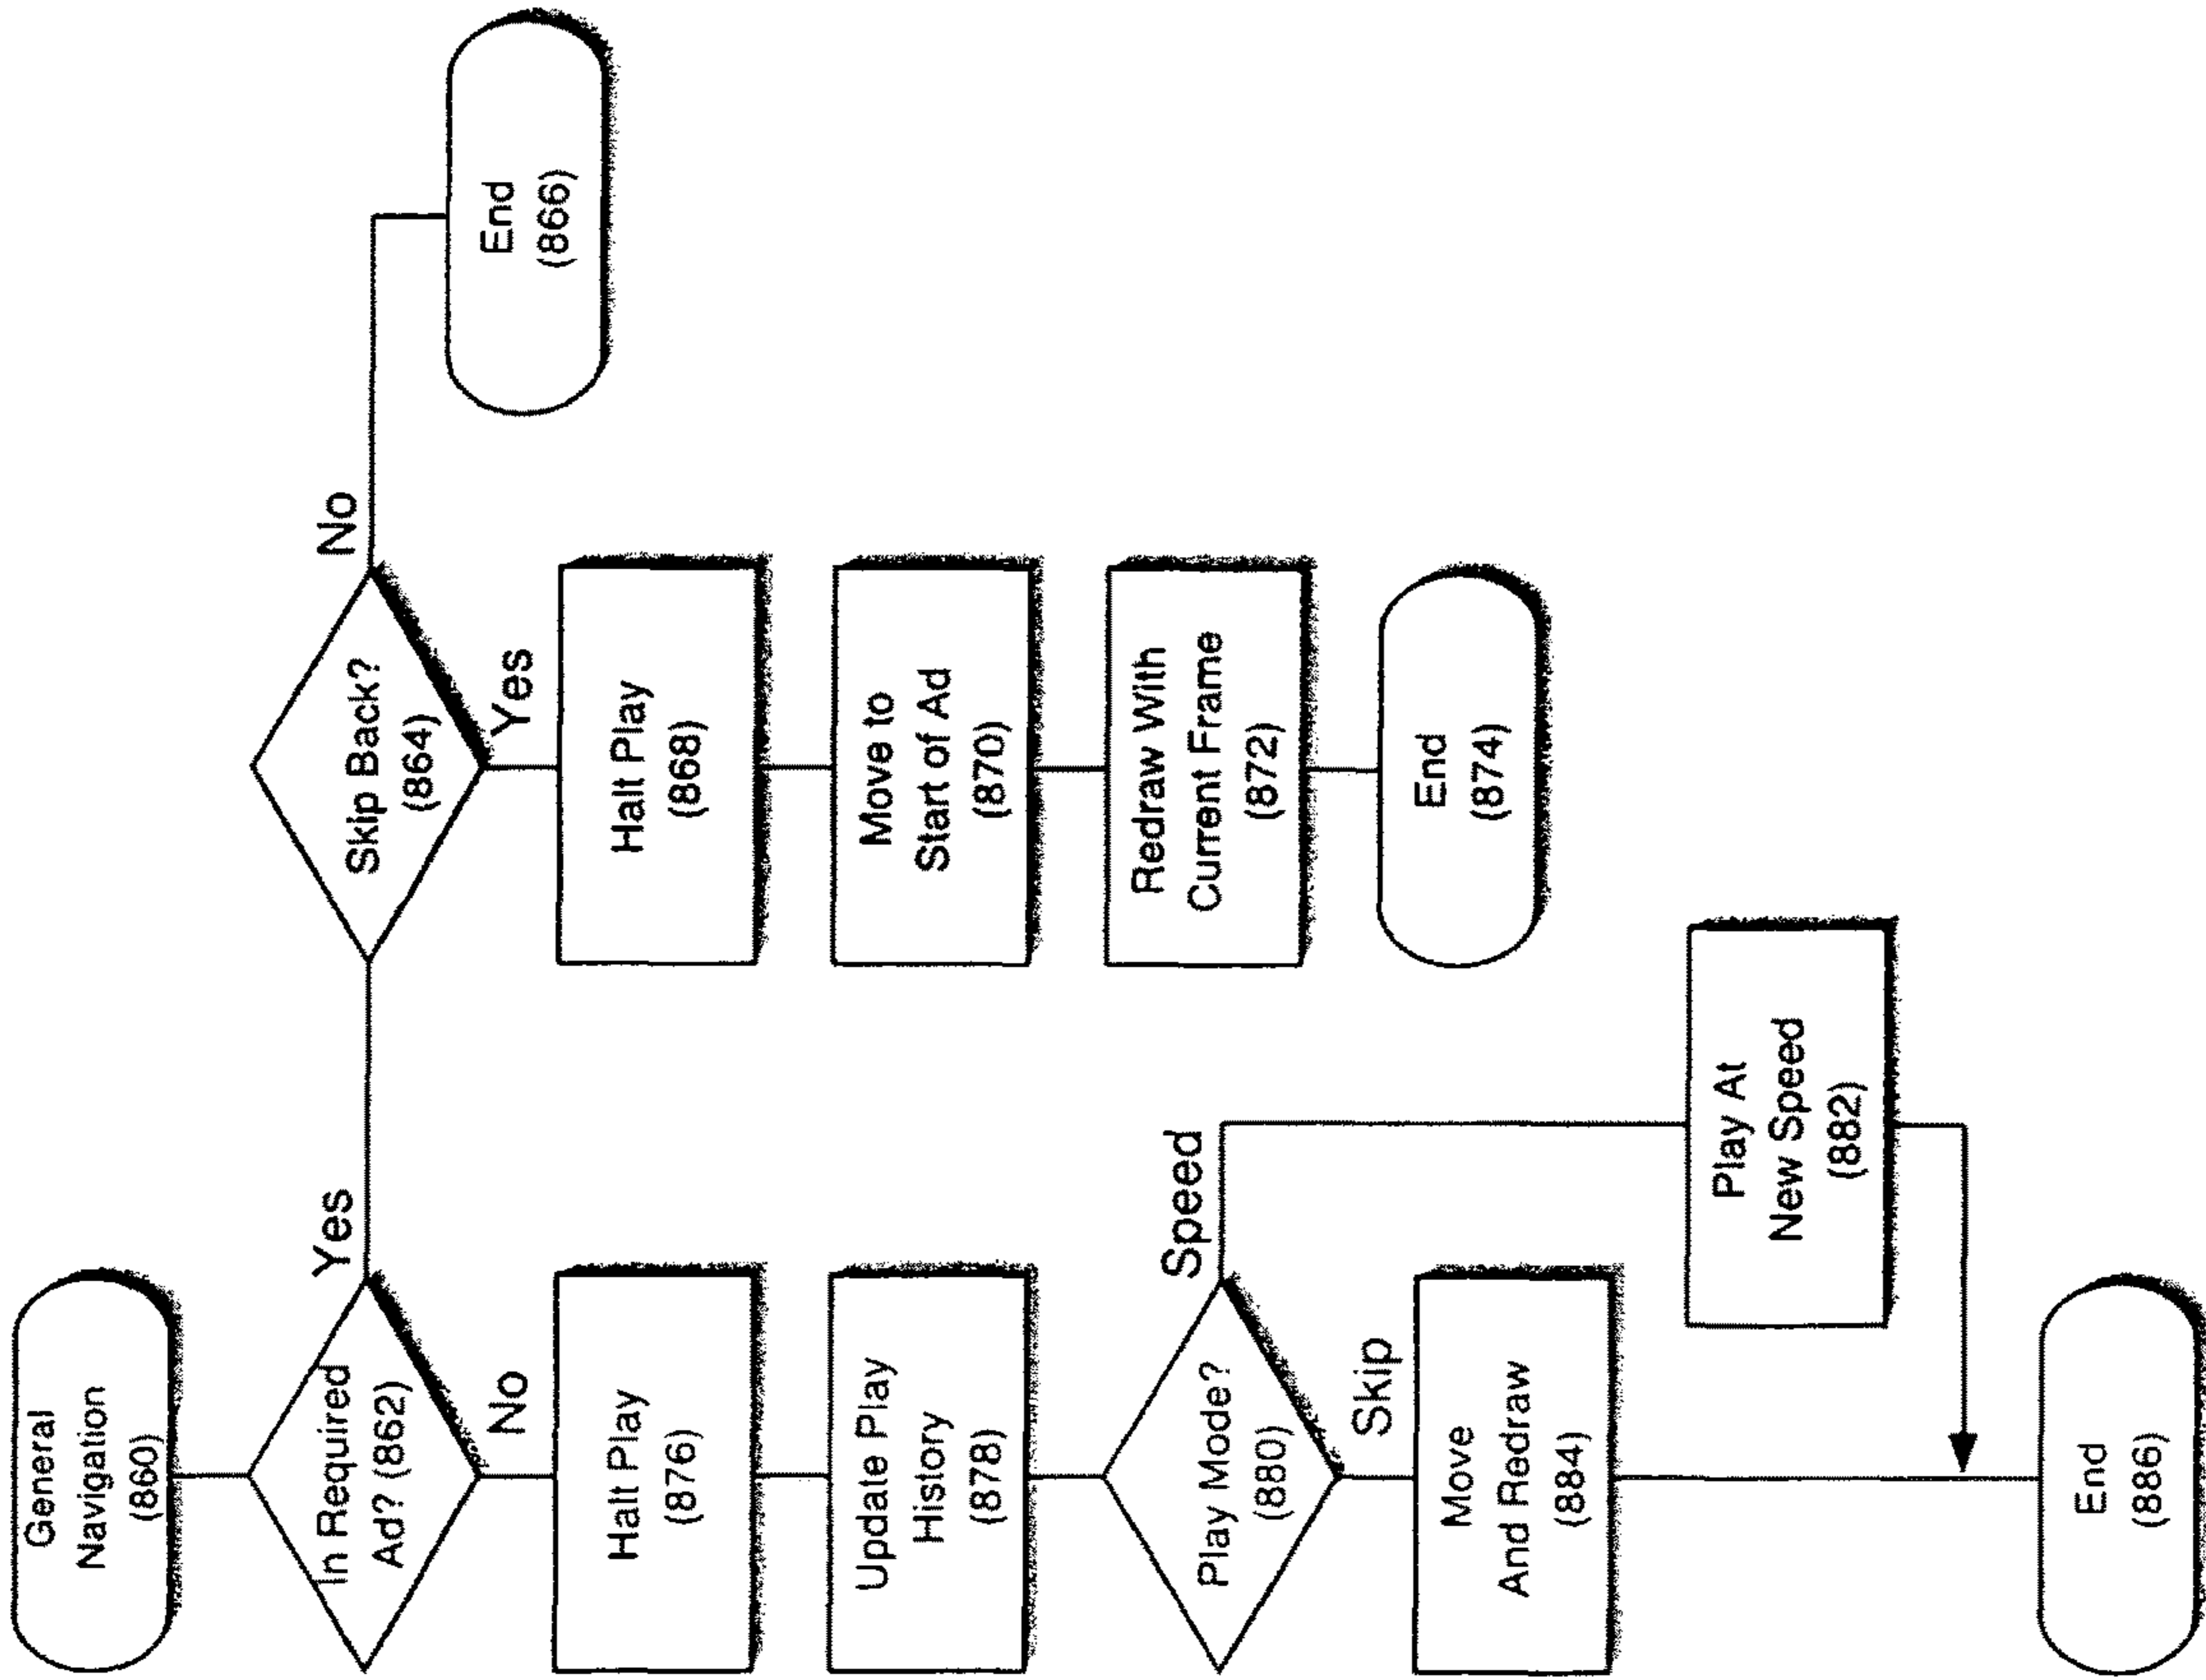 General
Navigation
(860)
In Required
Ad? (862)
Yes
No
Skip Back?
(864)
No
Yes
End
(866)
Halt Play
(868)
Move to
Start of Ad
(870)
Redraw With
Current Frame
(872)
End
(874)
Halt Play
(876)
Update Play
History
(878)
Play Mode?
(880)
Speed
Skip
Play At
New Speed
(882)
Move
And Redraw
(884)
End
(886)